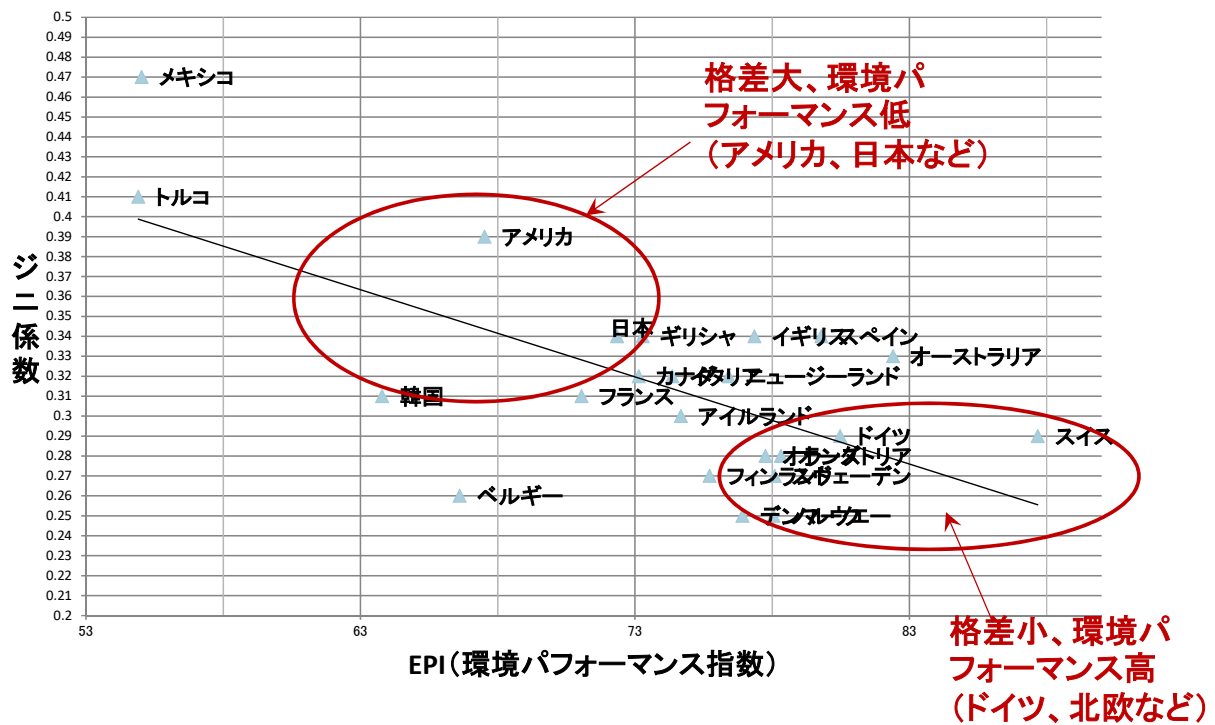 0.5
0.49
0.48
0.47
0.46
0.45
0.44
0.43
0.42
0.41
0.4
0.39
0.38
0.37
0.36
0.35
0.34
0.33
0.32
0.31
0.3
0.29
0.28
0.27
0.26
0.25
0.24
0.23
0.22
0.21
0.2
ジニ係数
メキシコ
トルコ
アメリカ
日本
ギリシャ
イギリス
スペイン
オーストラリア
カナダ
イタリア
ニュージーランド
韓国
フランス
アイルランド
ドイツ
スイス
オランダ
オーストリア
フィンランド
スウェーデン
ベルギー
デンマーク
ノルウエー
格差大、環境パ
フォーマンス低
(アメリカ、日本など)
格差小、環境パ
フォーマンス高
(ドイツ、北欧など)
53
63
73
83
EPI(環境パフォーマンス指数)